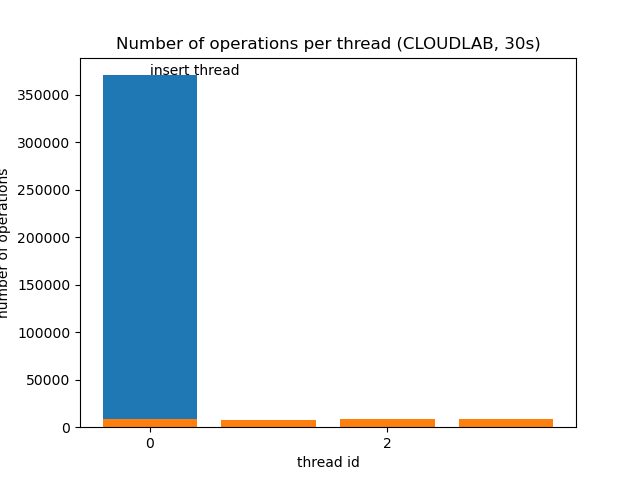 Number of operations per thread (CLOUDLAB, 30s)
insert thread
350000
300000
250000
200000
150000
100000
50000
0
number of operations
0 2
thread id